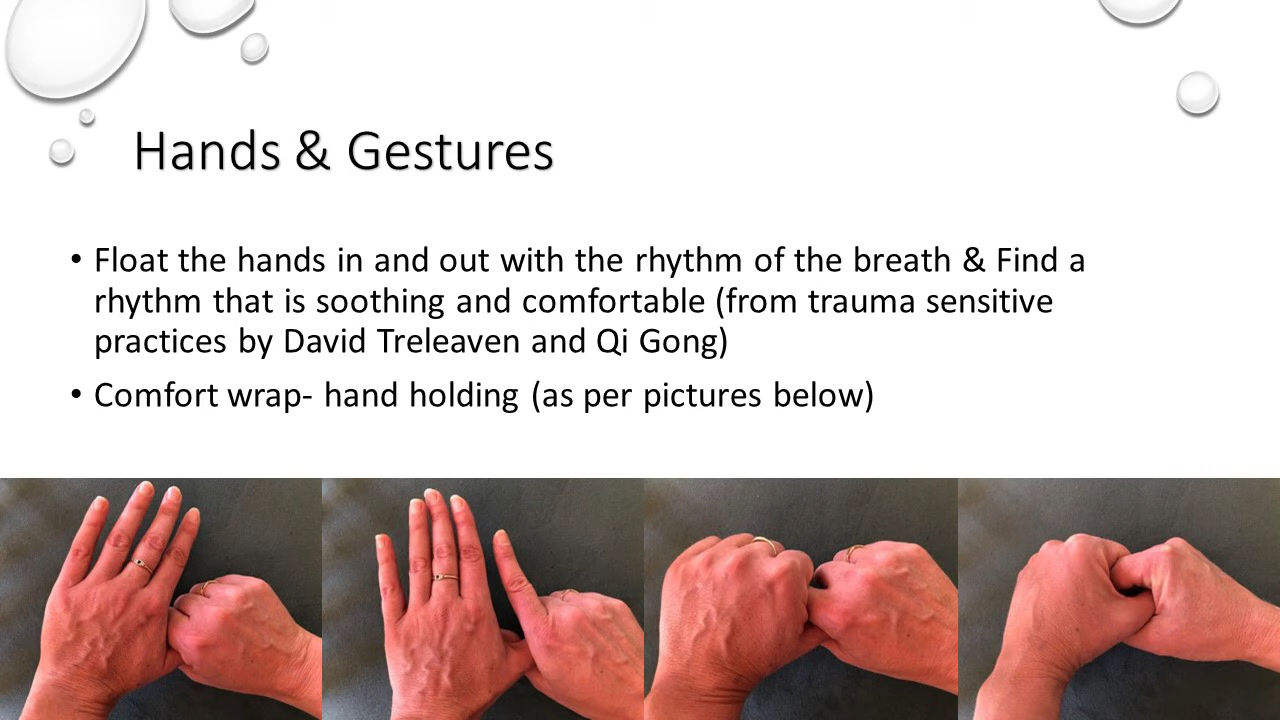 Hands & Gestures
• Float the hands in and out with the rhythm of the breath & Find a
rhythm that is soothing and comfortable (from trauma sensitive
practices by David Treleaven and Qi Gong)
• Comfort wrap- hand holding (as per pictures below)